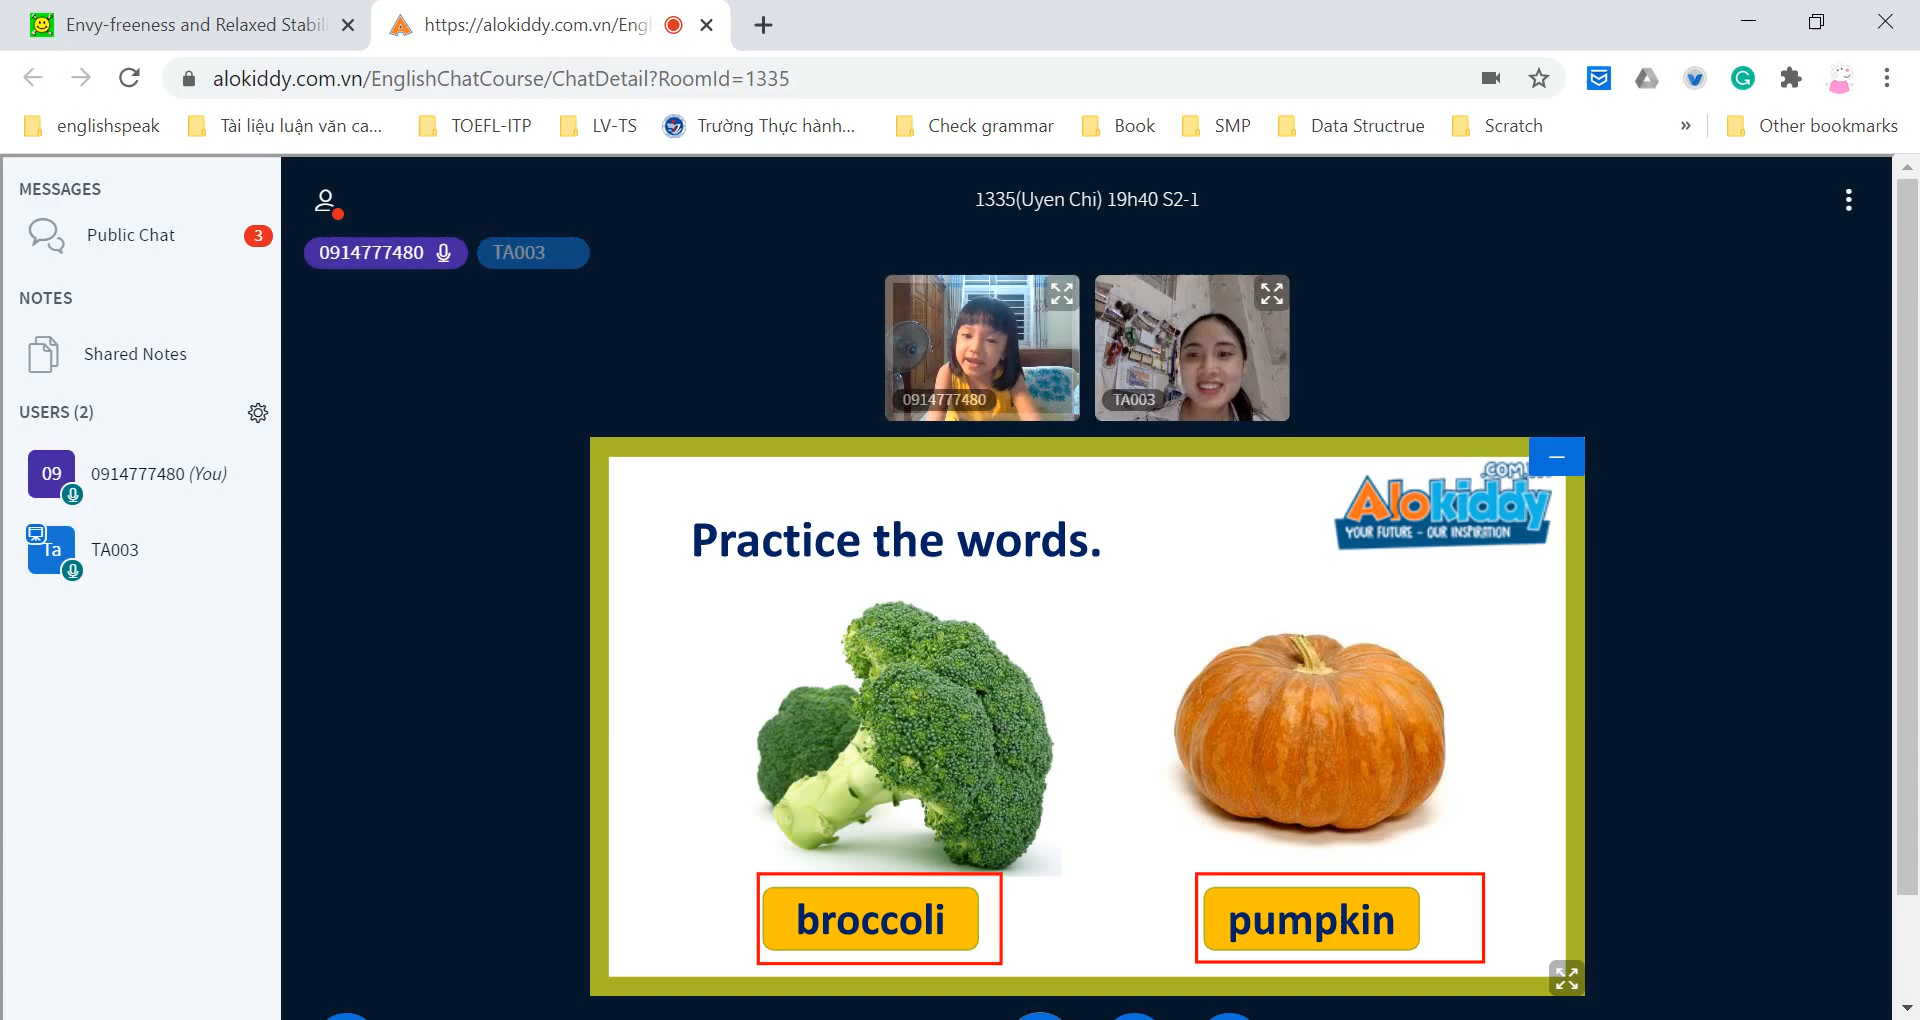 Envy-freeness and Relaxed Stabili
https://alokiddy.com.vn/Engl
alokiddy.com.vn/EnglishChatCourse/ChatDetail?RoomId=1335
englishspeak
Tài liệu luận văn ca...
TOEFL-ITP
LV-TS
Trường Thực hành...
Check grammar
Book
SMP
Data Structrue
Scratch
»
Other bookmarks
MESSAGES
Public Chat
3
NOTES
Shared Notes
USERS (2)
09
0914777480 (You)
Ta
TA003
1335(Uyen Chi) 19h40 S2-1
0914777480
TA003
0914777480
TA003
Practice the words.
.COM
Alokiddy
YOUR FUTURE - OUR INSPIRATION
broccoli
pumpkin